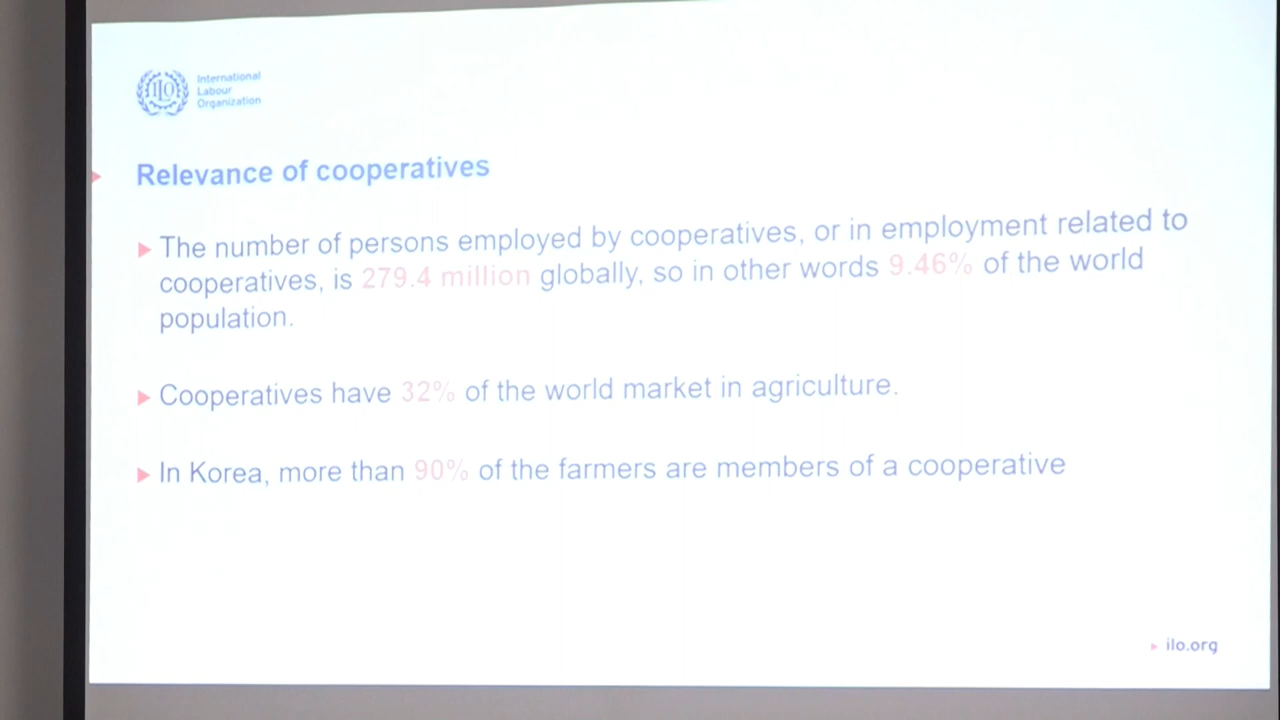 ILO
International
Labour
Organization
Relevance of cooperatives
The number of persons employed by cooperatives, or in employment related to
cooperatives, is 279.4 million globally, so in other words 9.46% of the world
population.
Cooperatives have 32% of the world market in agriculture.
In Korea, more than 90% of the farmers are members of a cooperative
ilo.org